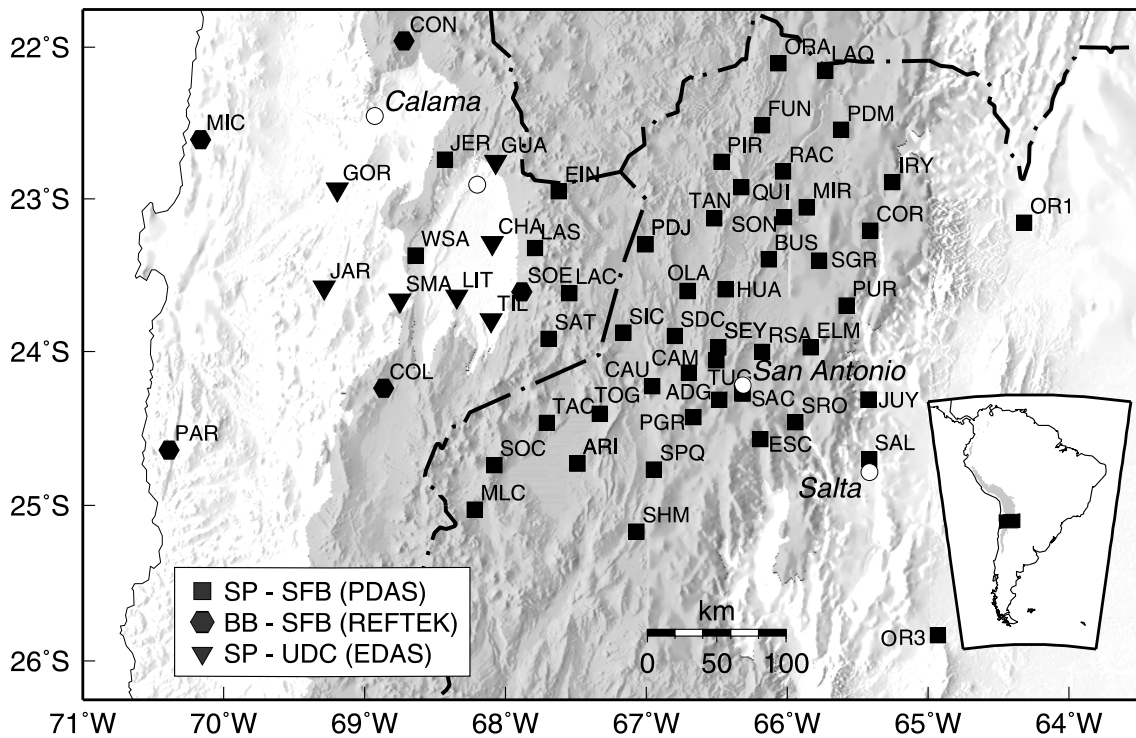 CON
22°S
ORA
LAQ
Calama
MIC
FUN
PDM
JER
GUA
PIR
RAC
IRY
GOR
EIN
QUI
MIR
23°S
TAN
OR1
CHA
SON
COR
WSA
LAS
PDJ
BUS
SGR
JAR
SMA
LIT
SOE
LAC
OLA
HUA
PUR
TIL
SAT
SIC
SDC
SEY
RSA
ELM
24°S
CAM
COL
CAU
TUG
San Antonio
TAC
TOG
ADG
SAC
SRO
JUY
PAR
PGR
SOC
ARI
SPQ
ESC
SAL
Salta
25°S
MLC
SHM
SP - SFB (PDAS)
BB - SFB (REFTEK)
SP - UDC (EDAS)
km
0 50 100
OR3
26°S
71°W 70°W 69°W 68°W 67°W 66°W 65°W 64°W